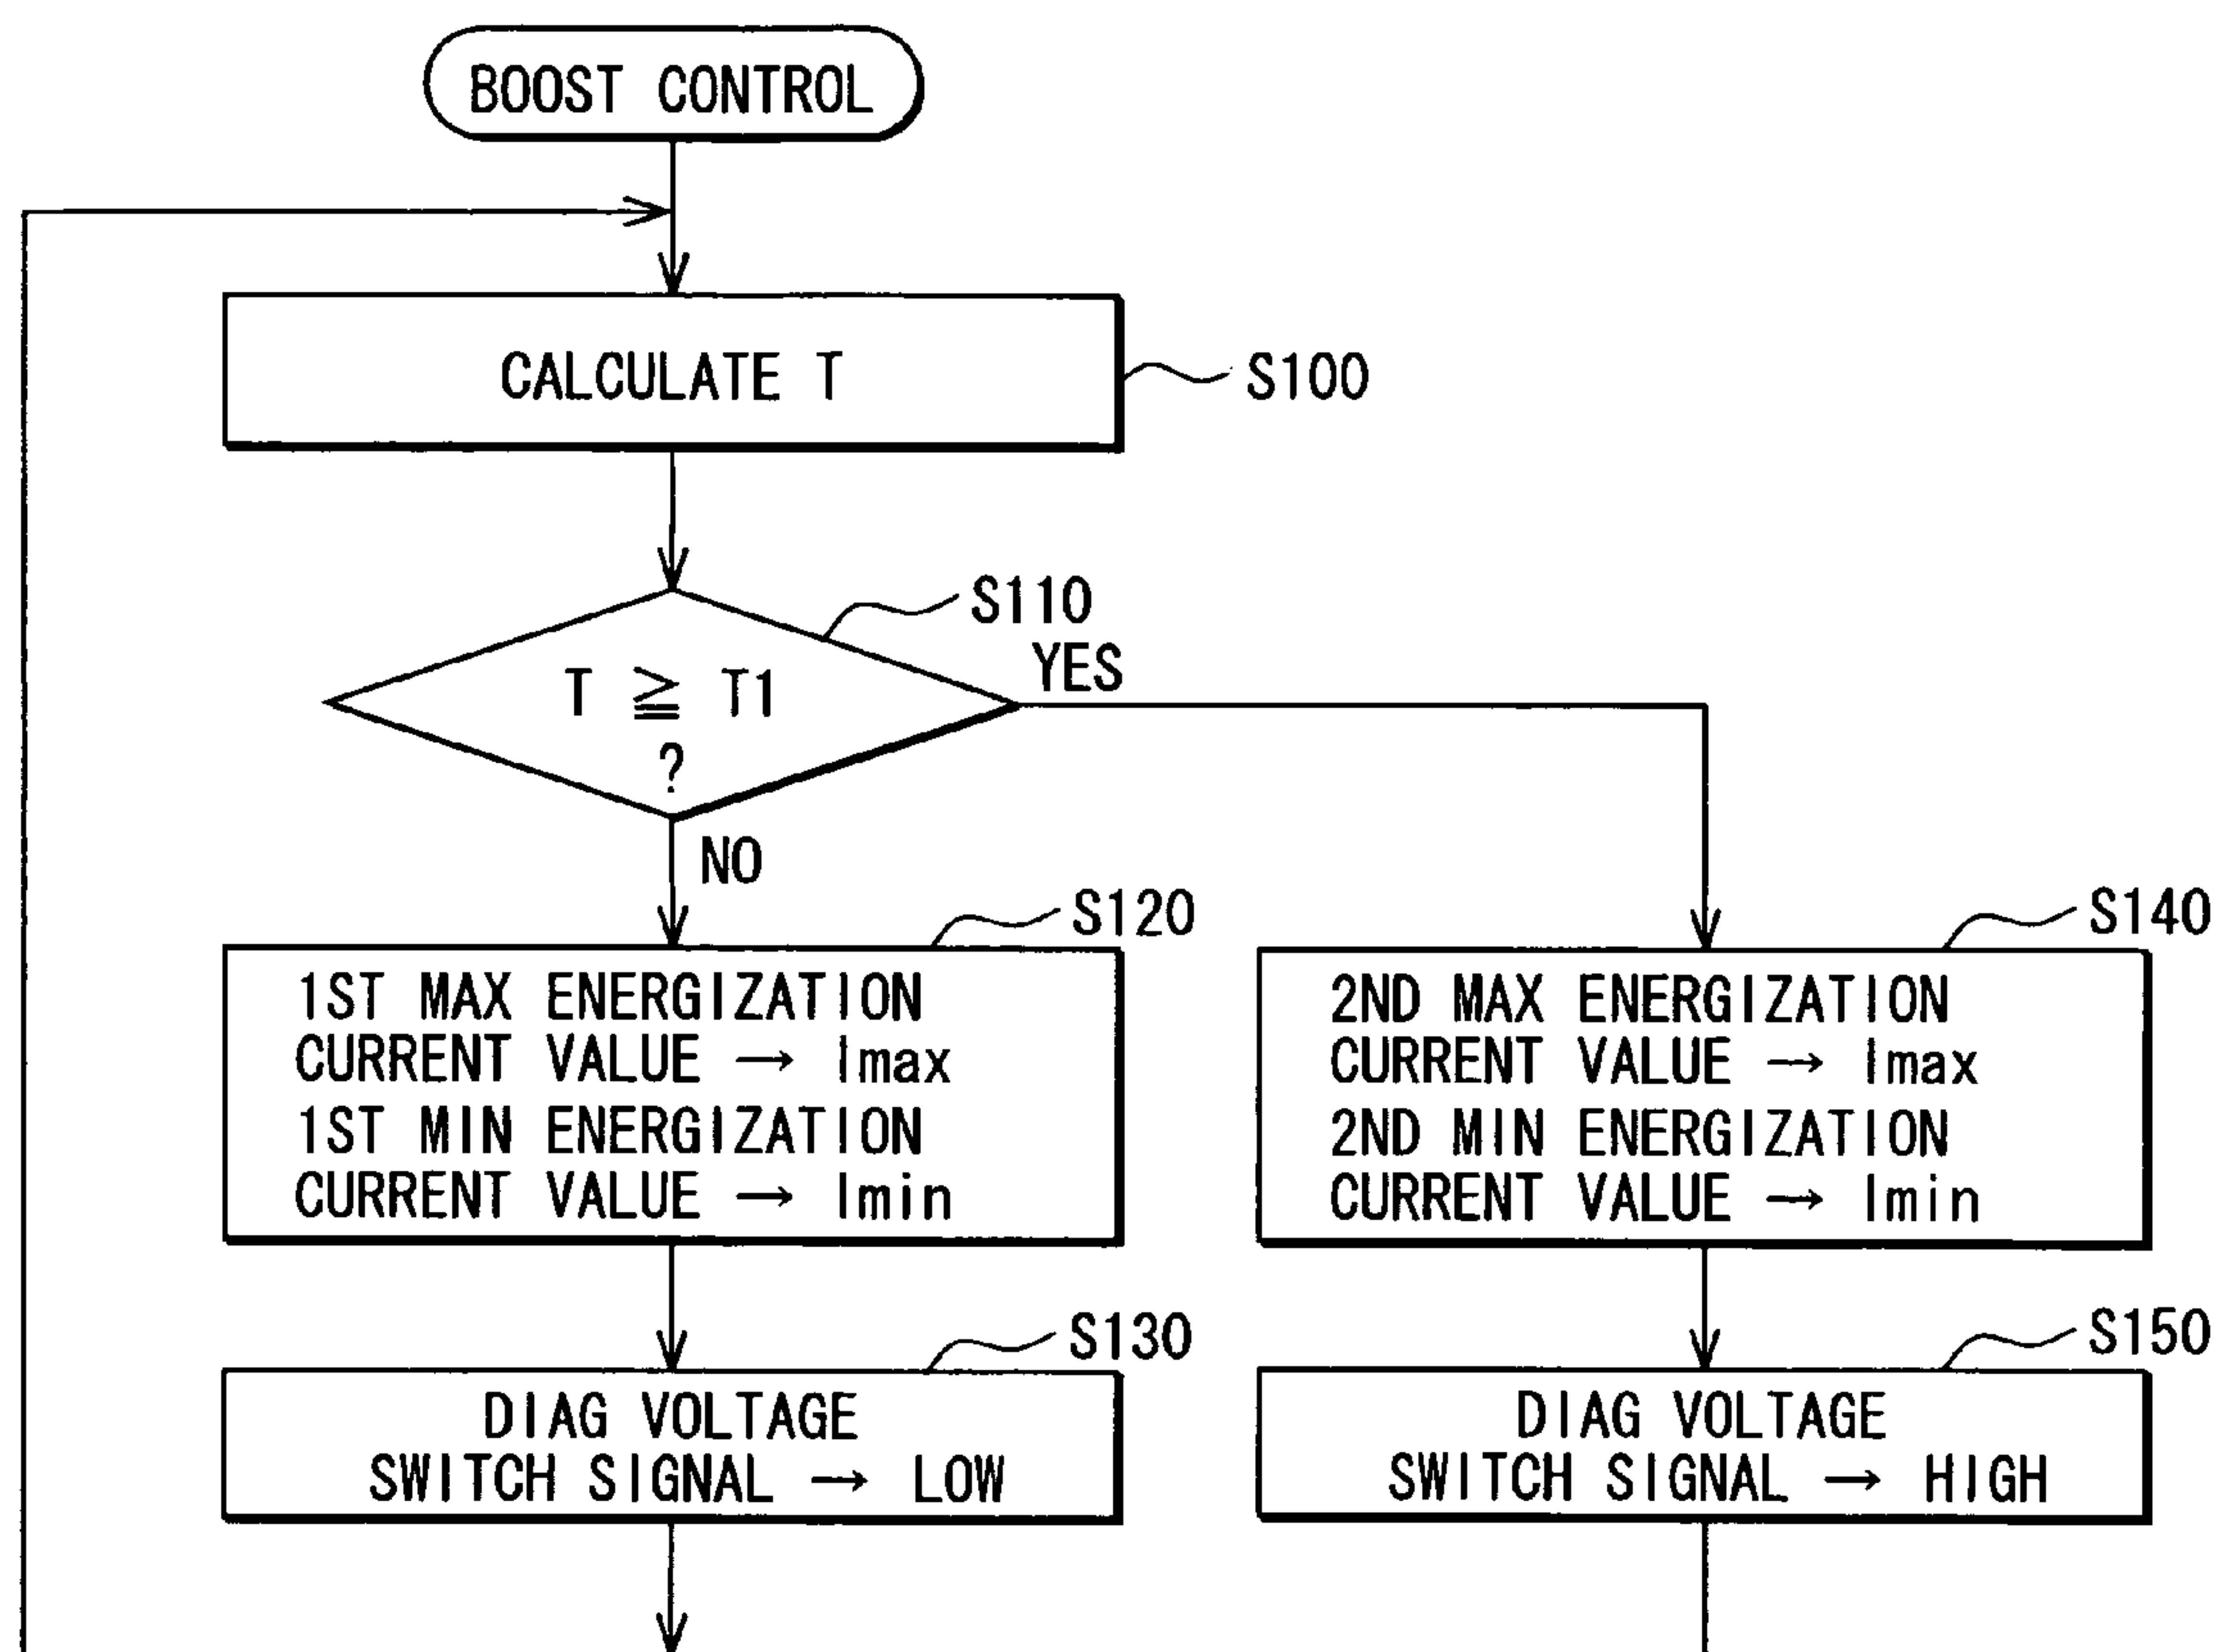 BOOST CONTROL
CALCULATE T
S100
S110
T ≧ T1
?
YES
NO
S120
1ST MAX ENERGIZATION
CURRENT VALUE → Imax
1ST MIN ENERGIZATION
CURRENT VALUE → Imin
S140
2ND MAX ENERGIZATION
CURRENT VALUE → Imax
2ND MIN ENERGIZATION
CURRENT VALUE → Imin
S130
DIAG VOLTAGE
SWITCH SIGNAL → LOW
S150
DIAG VOLTAGE
SWITCH SIGNAL → HIGH